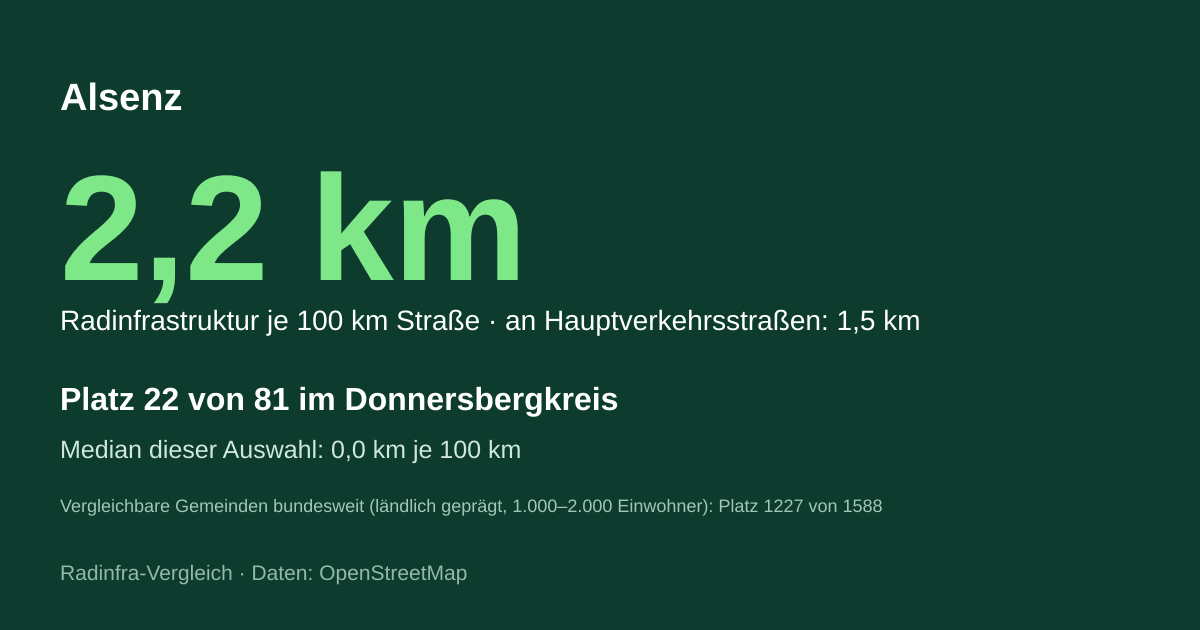 Alsenz
2,2 km
Radinfrastruktur je 100 km Straße · an Hauptverkehrsstraßen: 1,5 km
Platz 22 von 81 im Donnersbergkreis
Median dieser Auswahl: 0,0 km je 100 km
Vergleichbare Gemeinden bundesweit (ländlich geprägt, 1.000–2.000 Einwohner): Platz 1227 von 1588
Radinfra-Vergleich · Daten: OpenStreetMap